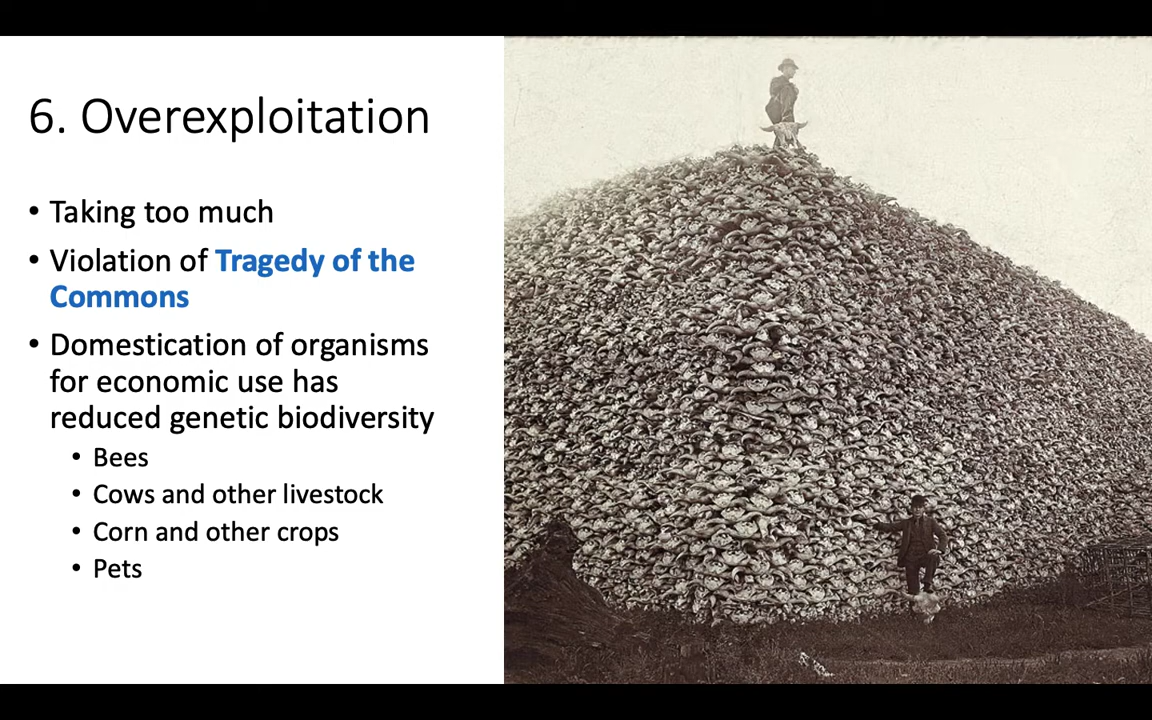 6. Overexploitation
• Taking too much
• Violation of Tragedy of the
Commons
• Domestication of organisms
for economic use has
reduced genetic biodiversity
• Bees
• Cows and other livestock
• Corn and other crops
• Pets